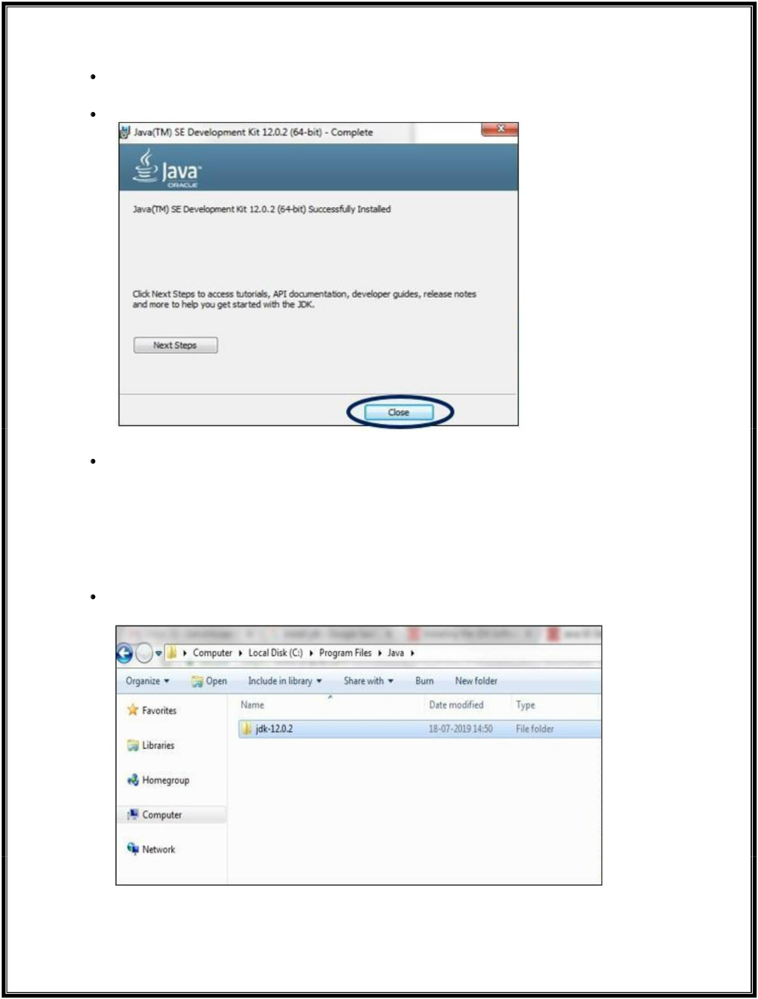 Java(TM) SE Development Kit 12.0.2 (64-bit) - Complete
Java™
ORACLE
Java(TM) SE Development Kit 12.0.2 (64-bit) Successfully Installed
Click Next Steps to access tutorials, API documentation, developer guides, release notes
and more to help you get started with the JDK.
Next Steps
Close
Computer Local Disk (C:) Program Files Java
Organize Open Include in library Share with Burn New folder
Name Date modified Type
Favorites
jdk-12.0.2 18-07-2019 14:50 File folder
Libraries
Homegroup
Computer
Network